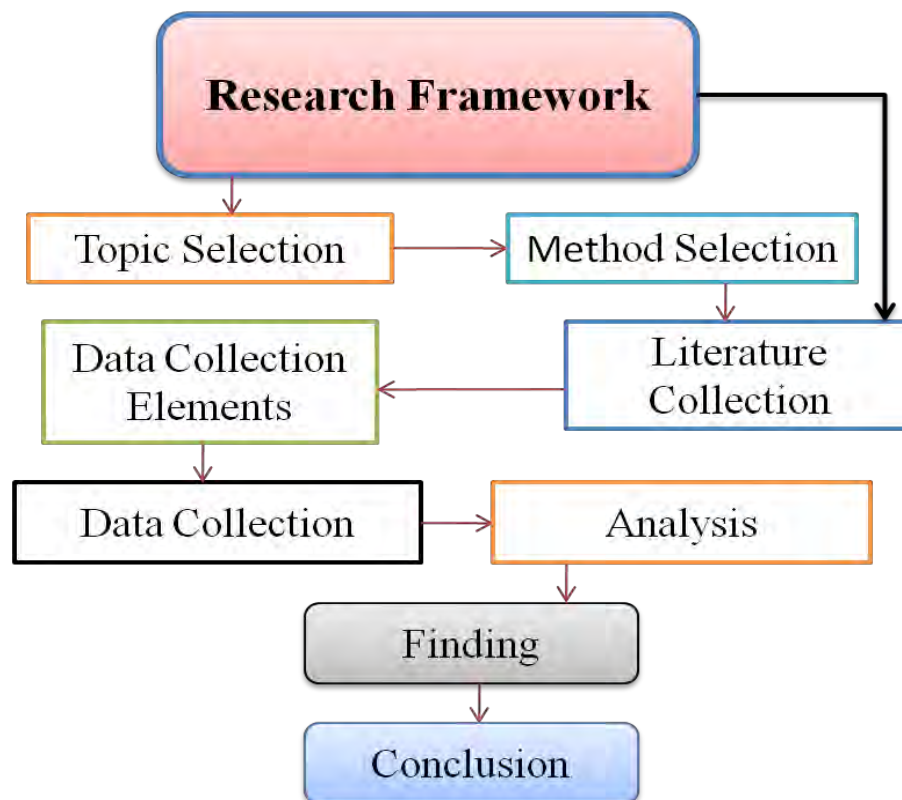 Research Framework
Topic Selection
Method Selection
Literature
Collection
Data Collection
Elements
Data Collection
Analysis
Finding
Conclusion